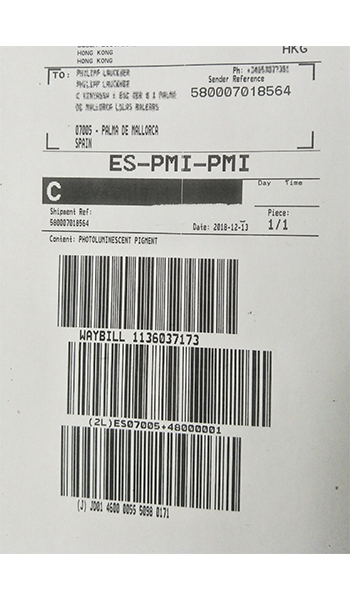 HONG KONG
HONG KONG
HKG
TO:
Ph:
Sender Reference
580007018564
07005 - PALMA DE MALLORCA
SPAIN
ES-PMI-PMI
C
Day Time
Shipment Ref:
580007018564
Date: 2018-12-13
Piece:
1/1
Content: PHOTOLUMINESCENT PIGMENT
WAYBILL 1136037173
(2L)ES07005+48000001
(J) JD01 4600 0055 5098 0171